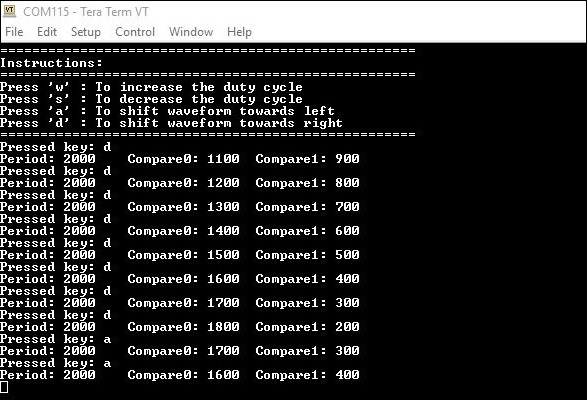 COM115 - Tera Term VT
File Edit Setup Control Window Help
====================================================
Instructions:
====================================================
Press 'w' : To increase the duty cycle
Press 's' : To decrease the duty cycle
Press 'a' : To shift waveform towards left
Press 'd' : To shift waveform towards right
====================================================
Pressed key: d
Period: 2000    Compare0: 1100  Compare1: 900
Pressed key: d
Period: 2000    Compare0: 1200  Compare1: 800
Pressed key: d
Period: 2000    Compare0: 1300  Compare1: 700
Pressed key: d
Period: 2000    Compare0: 1400  Compare1: 600
Pressed key: d
Period: 2000    Compare0: 1500  Compare1: 500
Pressed key: d
Period: 2000    Compare0: 1600  Compare1: 400
Pressed key: d
Period: 2000    Compare0: 1700  Compare1: 300
Pressed key: d
Period: 2000    Compare0: 1800  Compare1: 200
Pressed key: a
Period: 2000    Compare0: 1700  Compare1: 300
Pressed key: a
Period: 2000    Compare0: 1600  Compare1: 400